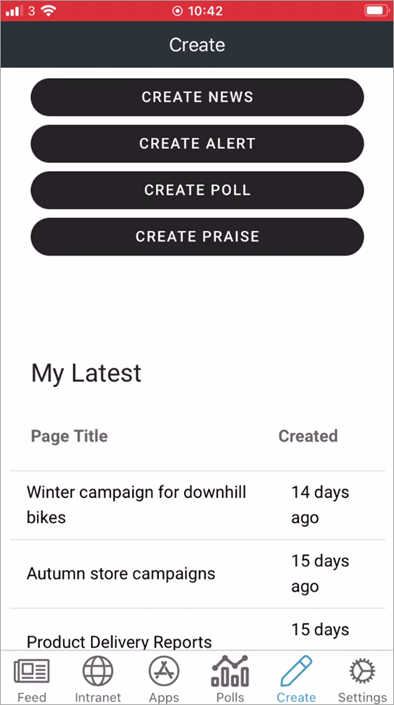 3 10:42
Create
CREATE NEWS
CREATE ALERT
CREATE POLL
CREATE PRAISE
My Latest
Page Title Created
Winter campaign for downhill bikes 14 days ago
Autumn store campaigns 15 days ago
Product Delivery Reports 15 days
Feed Intranet Apps Polls Create Settings